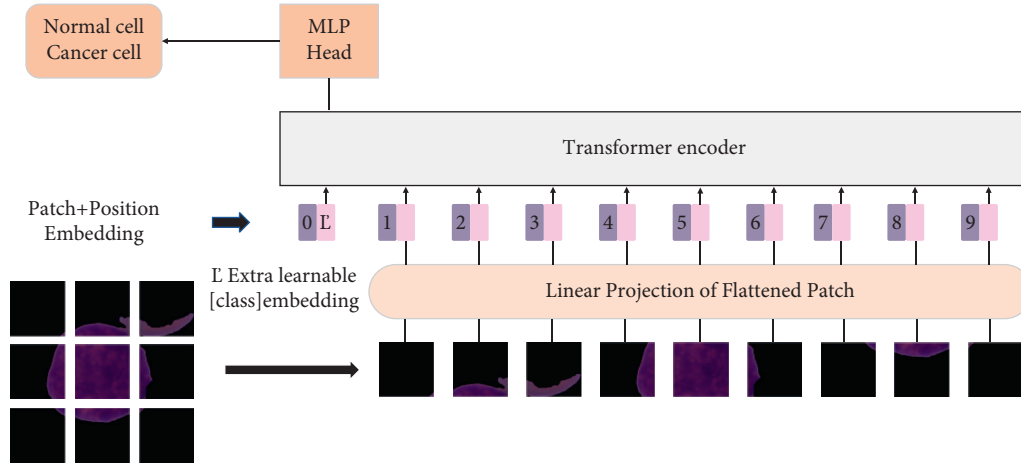 Normal cell
Cancer cell
MLP
Head
Transformer encoder
Patch+Position
Embedding
0 Ľ 1 2 3 4 5 6 7 8 9
Ľ Extra learnable
[class]embedding
Linear Projection of Flattened Patch